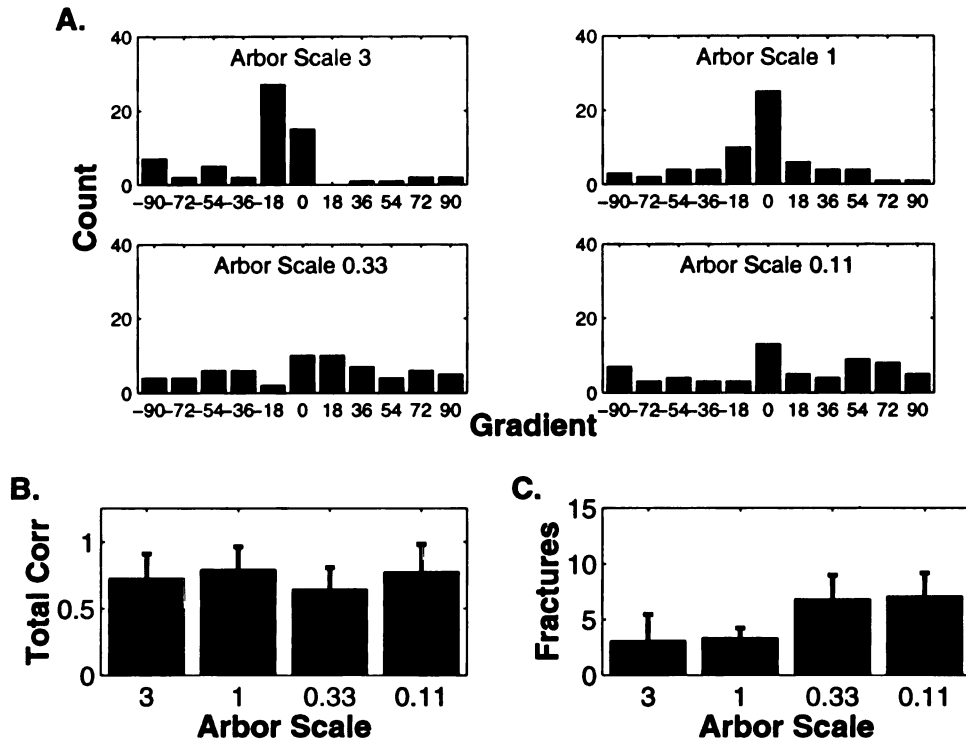 A.
40
20
0
Arbor Scale 3
-90 -72 -54 -36 -18 0 18 36 54 72 90
40
20
0
Arbor Scale 1
-90 -72 -54 -36 -18 0 18 36 54 72 90
Count
40
20
0
Arbor Scale 0.33
-90 -72 -54 -36 -18 0 18 36 54 72 90
40
20
0
Arbor Scale 0.11
-90 -72 -54 -36 -18 0 18 36 54 72 90
Gradient
B.
Total Corr
1
0.5
0
3 1 0.33 0.11
Arbor Scale
C.
Fractures
15
10
5
0
3 1 0.33 0.11
Arbor Scale